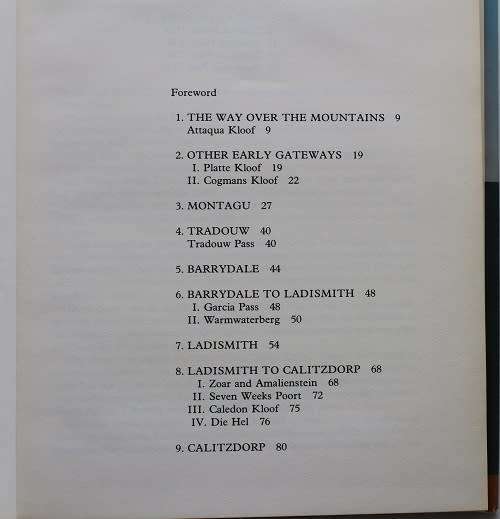 Foreword
1. THE WAY OVER THE MOUNTAINS 9
Attaqua Kloof 9
2. OTHER EARLY GATEWAYS 19
I. Platte Kloof 19
II. Cogmans Kloof 22
3. MONTAGU 27
4. TRADOUW 40
Tradouw Pass 40
5. BARRYDALE 44
6. BARRYDALE TO LADISMITH 48
I. Garcia Pass 48
II. Warmwaterberg 50
7. LADISMITH 54
8. LADISMITH TO CALITZDORP 68
I. Zoar and Amalienstein 68
II. Seven Weeks Poort 72
III. Caledon Kloof 75
IV. Die Hel 76
9. CALITZDORP 80